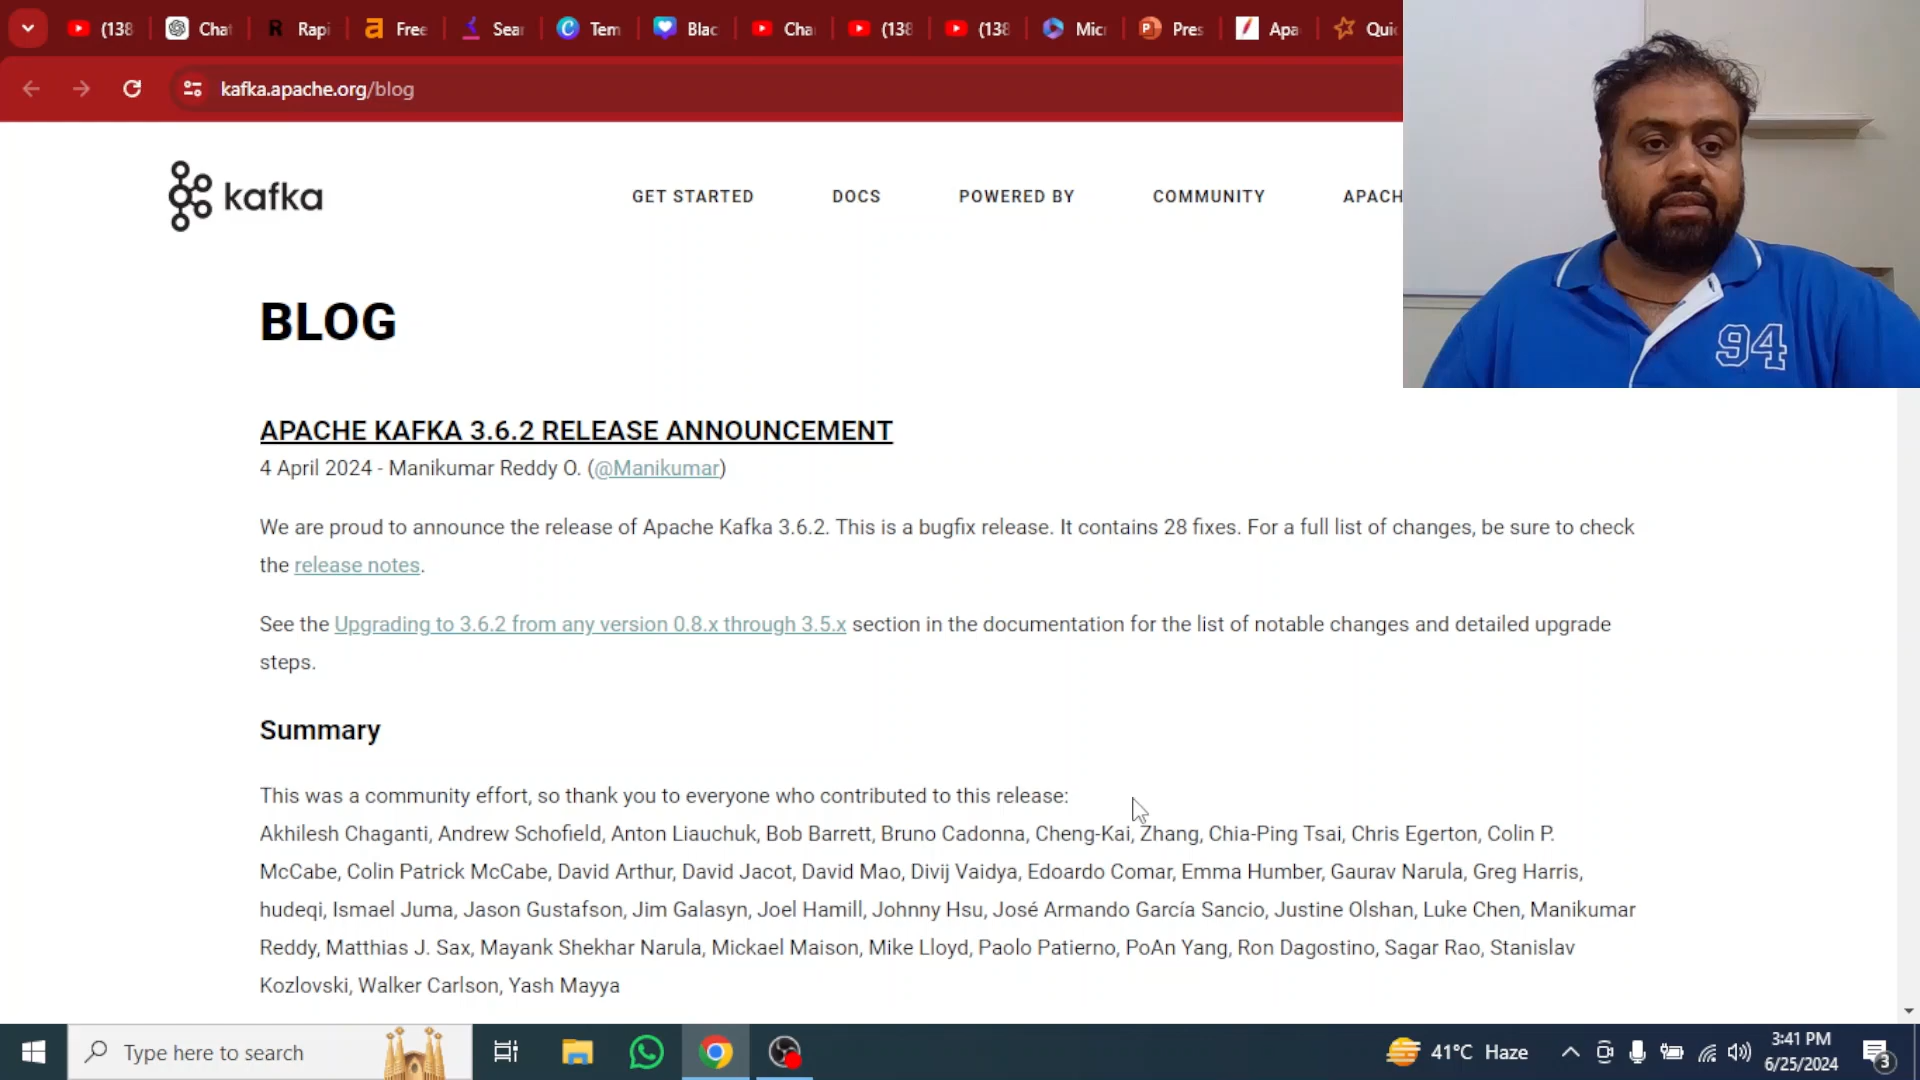 (138
Chat
Rapi
Free
Sear
Tem
Blac
Cha
(138
(138
Micr
Pres
Apa
Quic
kafka.apache.org/blog
kafka
GET STARTED
DOCS
POWERED BY
COMMUNITY
APACH
94
BLOG
APACHE KAFKA 3.6.2 RELEASE ANNOUNCEMENT
4 April 2024 - Manikumar Reddy O. (@Manikumar)
We are proud to announce the release of Apache Kafka 3.6.2. This is a bugfix release. It contains 28 fixes. For a full list of changes, be sure to check
the release notes.
See the Upgrading to 3.6.2 from any version 0.8.x through 3.5.x section in the documentation for the list of notable changes and detailed upgrade
steps.
Summary
This was a community effort, so thank you to everyone who contributed to this release:
Akhilesh Chaganti, Andrew Schofield, Anton Liauchuk, Bob Barrett, Bruno Cadonna, Cheng-Kai, Zhang, Chia-Ping Tsai, Chris Egerton, Colin P.
McCabe, Colin Patrick McCabe, David Arthur, David Jacot, David Mao, Divij Vaidya, Edoardo Comar, Emma Humber, Gaurav Narula, Greg Harris,
hudeqi, Ismael Juma, Jason Gustafson, Jim Galasyn, Joel Hamill, Johnny Hsu, José Armando García Sancio, Justine Olshan, Luke Chen, Manikumar
Reddy, Matthias J. Sax, Mayank Shekhar Narula, Mickael Maison, Mike Lloyd, Paolo Patierno, PoAn Yang, Ron Dagostino, Sagar Rao, Stanislav
Kozlovski, Walker Carlson, Yash Mayya
Type here to search
41°C Haze
3:41 PM
6/25/2024
3